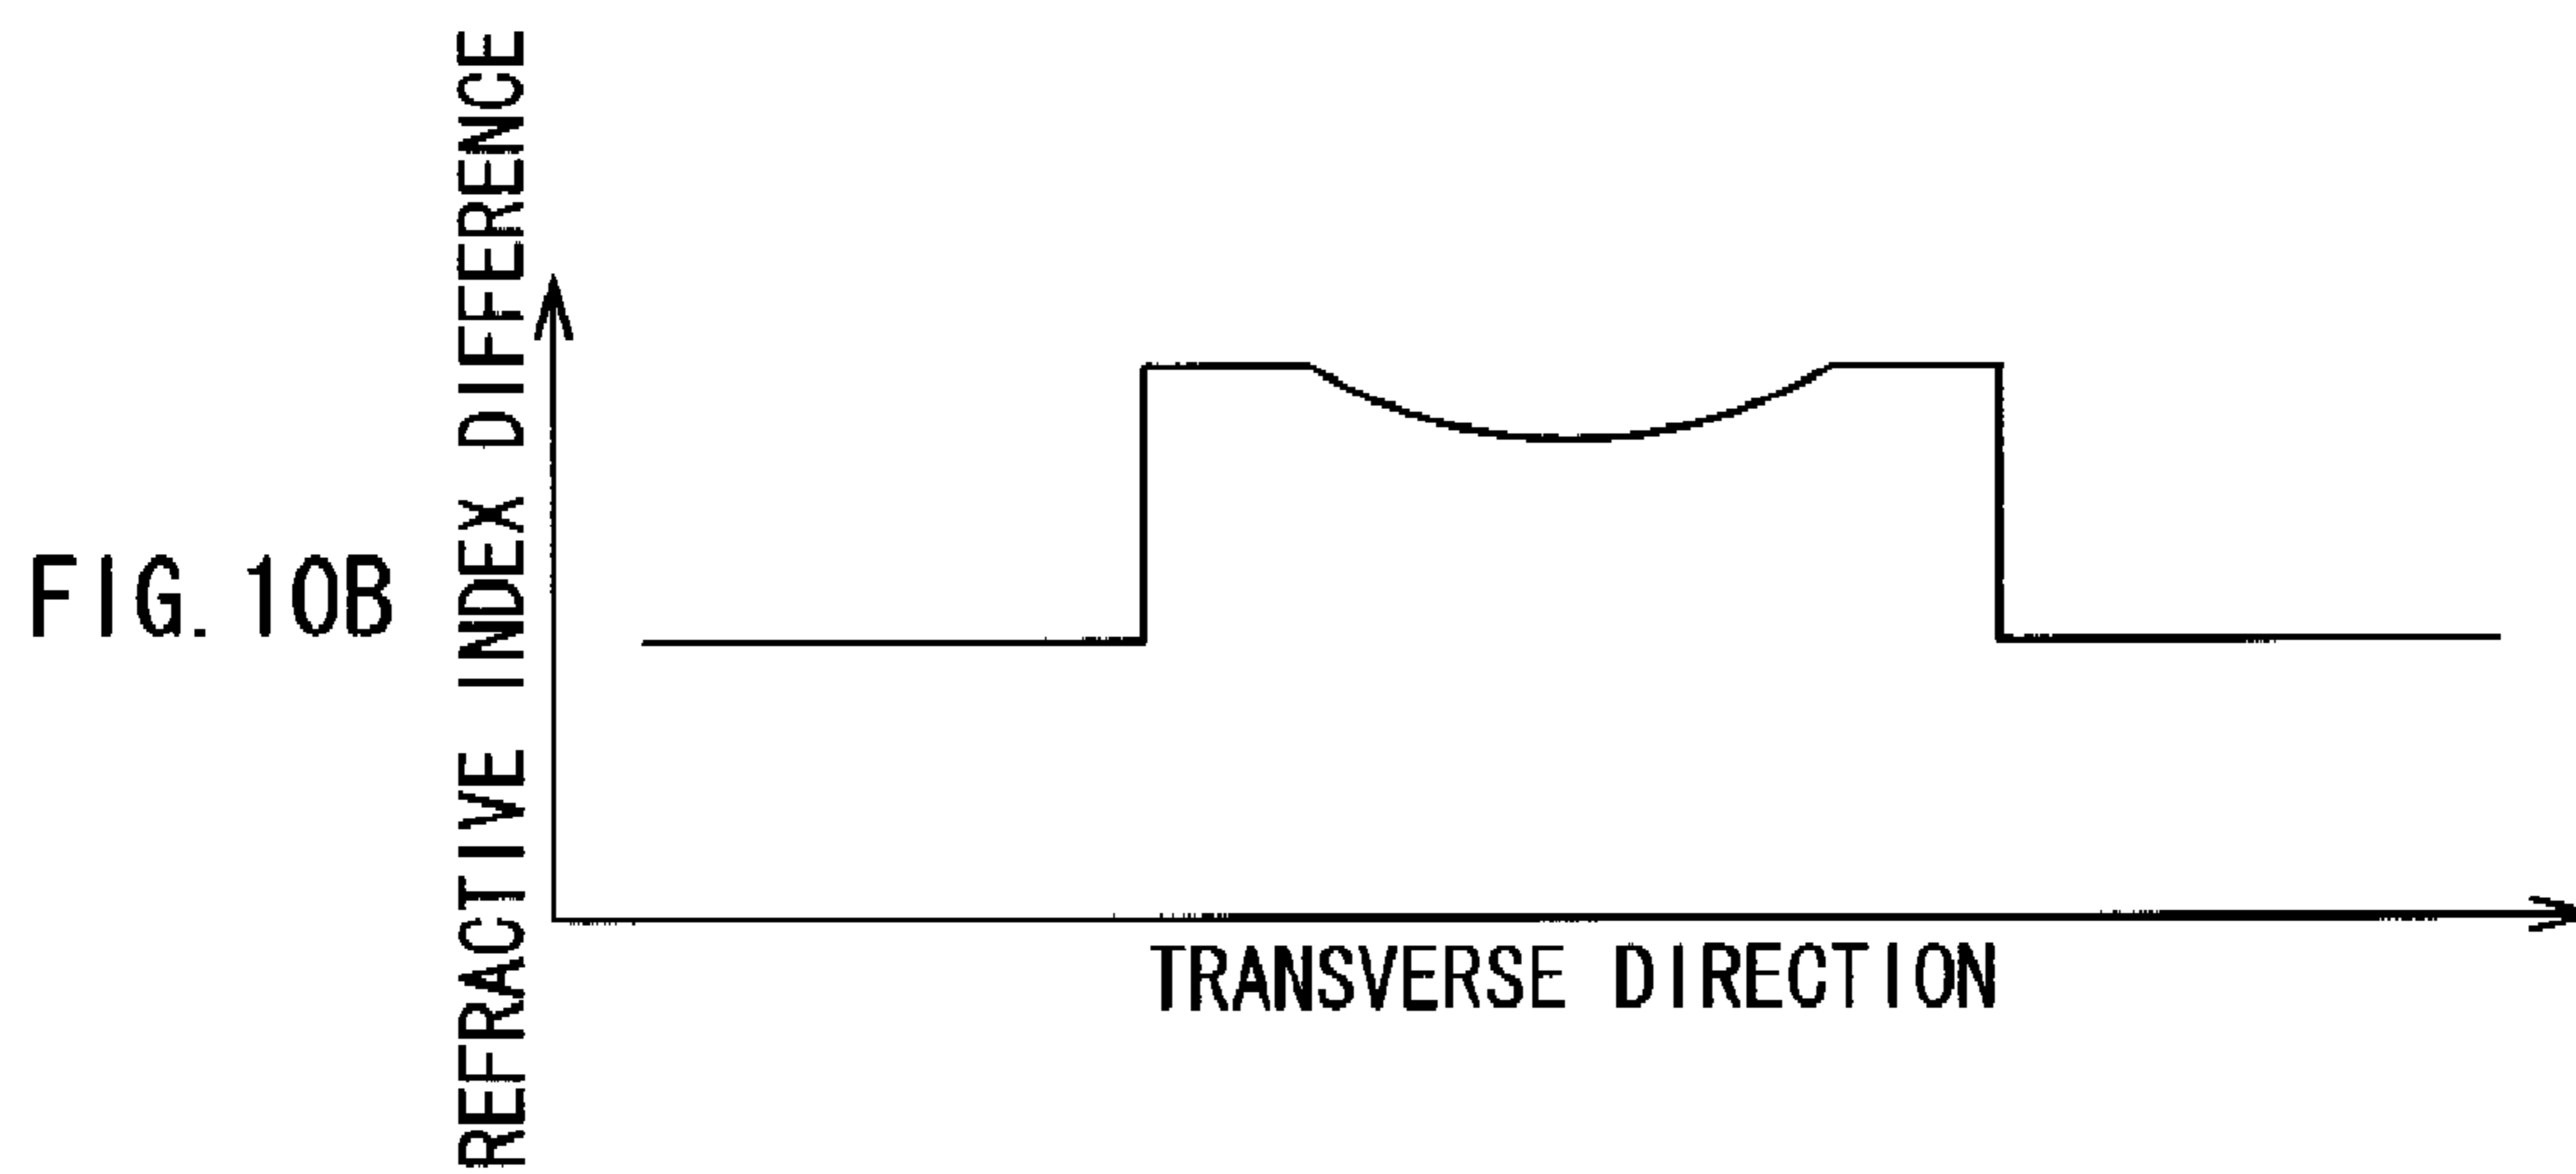 FIG. 10B
REFRACTIVE INDEX DIFFERENCE
TRANSVERSE DIRECTION